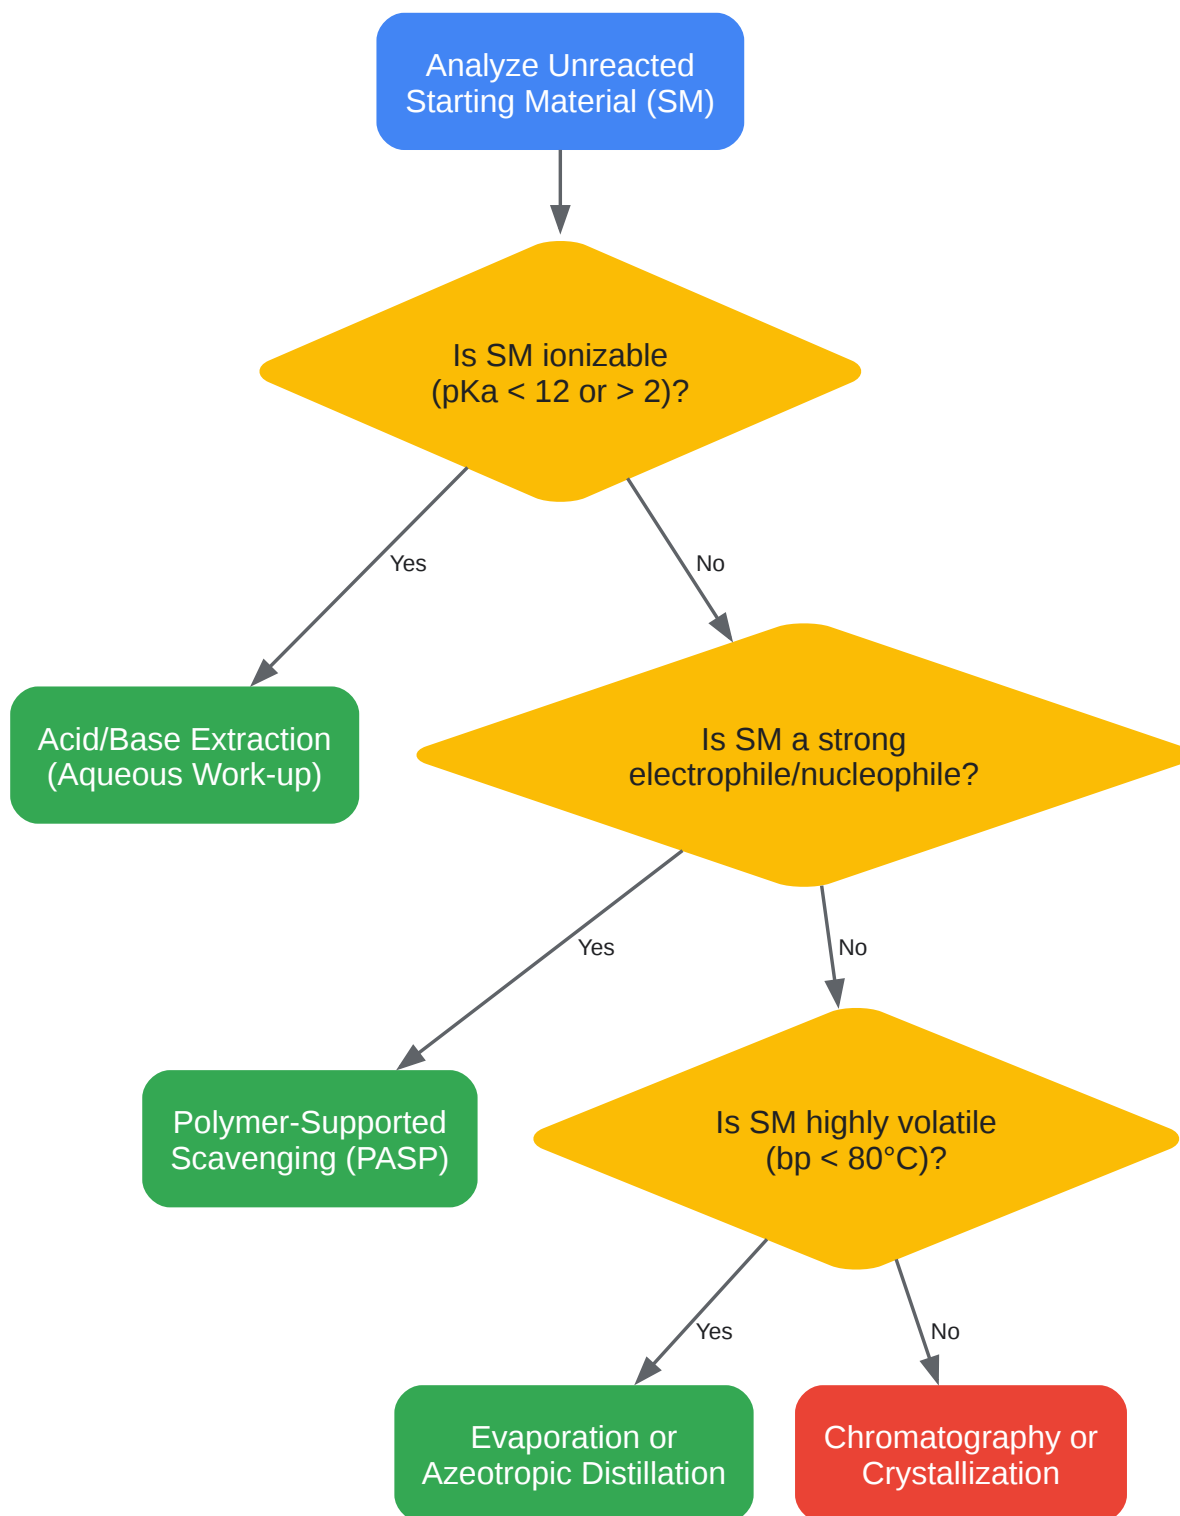 Analyze Unreacted
Starting Material (SM)
Is SM ionizable
(pKa < 12 or > 2)?
Yes
No
Acid/Base Extraction
(Aqueous Work-up)
Is SM a strong
electrophile/nucleophile?
Yes
No
Polymer-Supported
Scavenging (PASP)
Is SM highly volatile
(bp < 80°C)?
Yes
No
Evaporation or
Azeotropic Distillation
Chromatography or
Crystallization